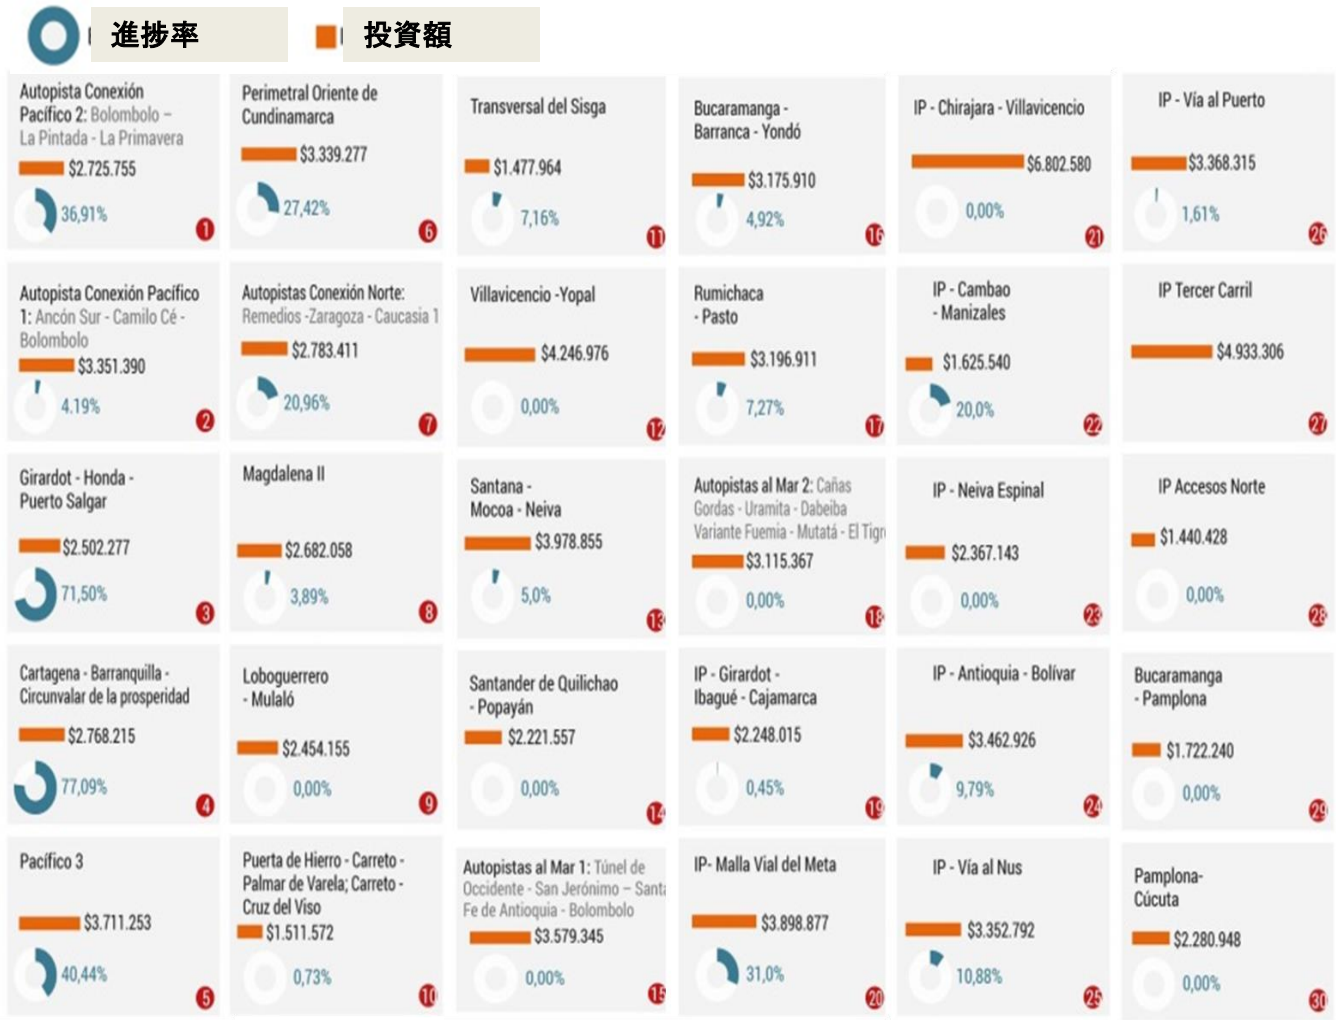 進捗率
投資額
Autopista Conexión
Pacífico 2: Bolombolo –
La Pintada - La Primavera
$2.725.755
36,91%
1
Autopista Conexión Pacífico
1: Ancón Sur - Camilo Cé -
Bolombolo
$3.351.390
4.19%
2
Girardot - Honda -
Puerto Salgar
$2.502.277
71,50%
3
Cartagena - Barranquilla -
Circunvalar de la prosperidad
$2.768.215
77,09%
4
Pacífico 3
$3.711.253
40,44%
5
Perimetral Oriente de
Cundinamarca
$3.339.277
27,42%
6
Autopistas Conexión Norte:
Remedios -Zaragoza - Caucasia 1
$2.783.411
20,96%
7
Magdalena II
$2.682.058
3,89%
8
Loboguerrero
- Mulaló
$2.454.155
0,00%
9
Puerta de Hierro - Carreto -
Palmar de Varela; Carreto -
Cruz del Viso
$1.511.572
0,73%
10
Transversal del Sisga
$1.477.964
7,16%
11
Villavicencio -Yopal
$4.246.976
0,00%
12
Santana -
Mocoa - Neiva
$3.978.855
5,0%
13
Santander de Quilichao
- Popayán
$2.221.557
0,00%
14
Autopistas al Mar 1: Túnel de
Occidente - San Jerónimo – Santa
Fe de Antioquia - Bolombolo
$3.579.345
0,00%
15
Bucaramanga -
Barranca - Yondó
$3.175.910
4,92%
16
Rumichaca
- Pasto
$3.196.911
7,27%
17
Autopistas al Mar 2: Cañas
Gordas - Uramita - Dabeiba
Variante Fuemia - Mutatá - El Tigre
$3.115.367
0,00%
18
IP - Girardot -
Ibagué - Cajamarca
$2.248.015
0,45%
19
IP- Malla Vial del Meta
$3.898.877
31,0%
20
IP - Chirajara - Villavicencio
$6.802.580
0,00%
21
IP - Cambao
- Manizales
$1.625.540
20,0%
22
IP - Neiva Espinal
$2.367.143
0,00%
23
IP - Antioquia - Bolívar
$3.462.926
9,79%
24
IP - Vía al Nus
$3.352.792
10,88%
25
IP - Vía al Puerto
$3.368.315
1,61%
26
IP Tercer Carril
$4.933.306
27
IP Accesos Norte
$1.440.428
0,00%
28
Bucaramanga
- Pamplona
$1.722.240
0,00%
29
Pamplona-
Cúcuta
$2.280.948
0,00%
30